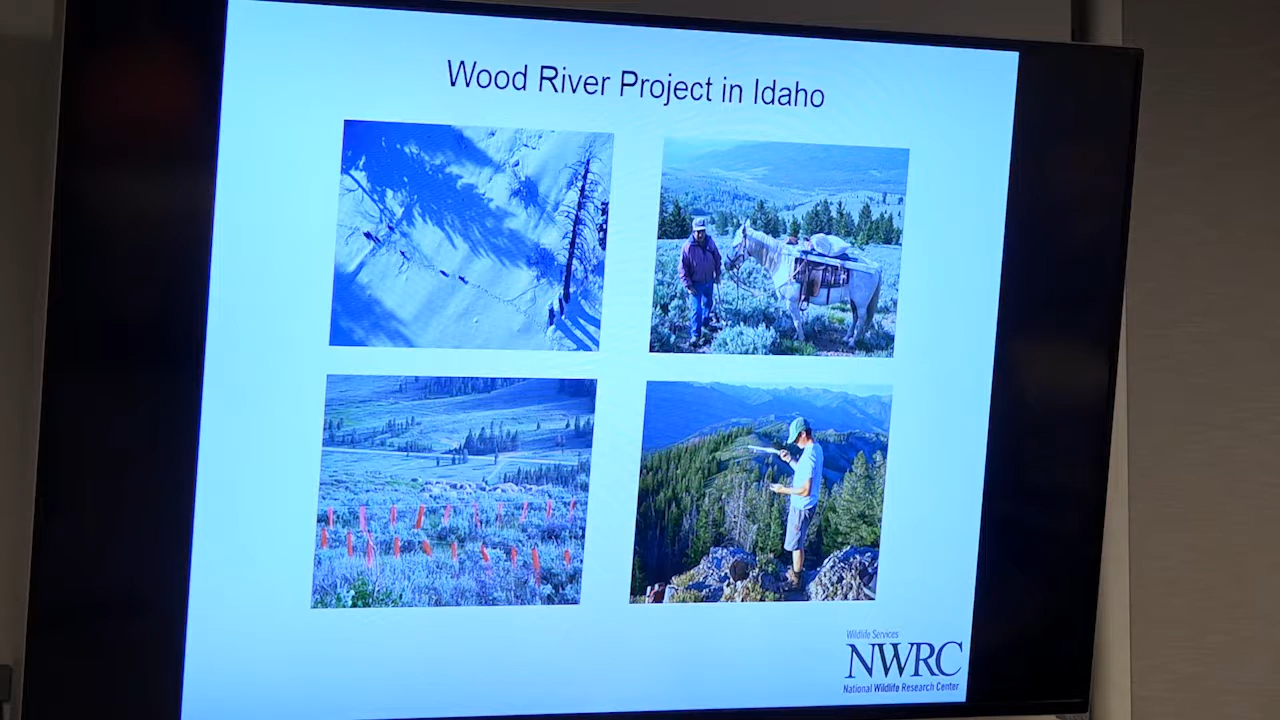 Wood River Project in Idaho
Wildlife Services
NWRC
National Wildlife Research Center